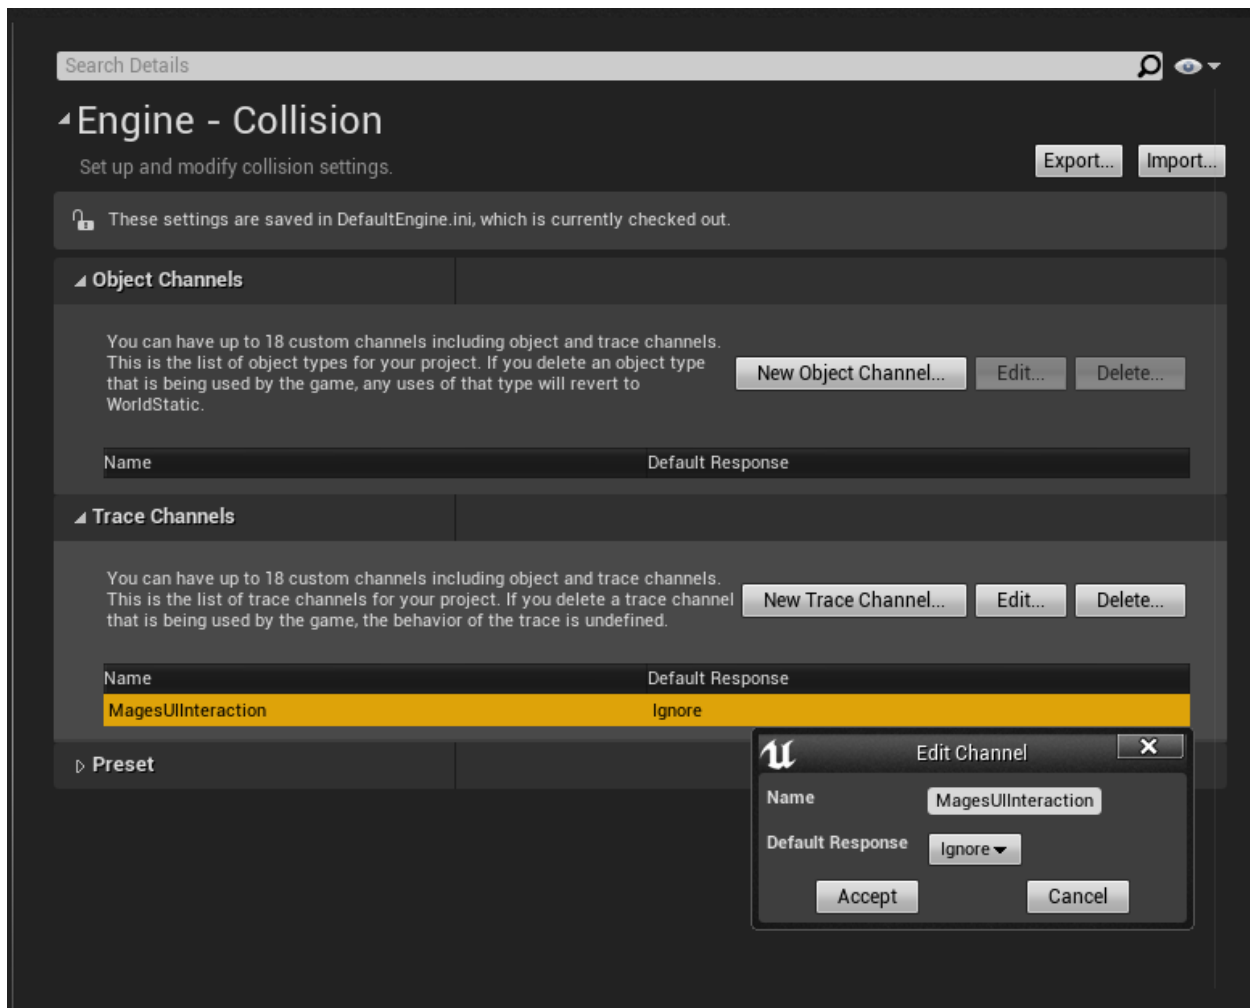 Search Details
Engine - Collision
Set up and modify collision settings.
Export...
Import...
These settings are saved in DefaultEngine.ini, which is currently checked out.
Object Channels
You can have up to 18 custom channels including object and trace channels.
This is the list of object types for your project. If you delete an object type
that is being used by the game, any uses of that type will revert to
WorldStatic.
New Object Channel...
Edit...
Delete...
Name
Default Response
Trace Channels
You can have up to 18 custom channels including object and trace channels.
This is the list of trace channels for your project. If you delete a trace channel
that is being used by the game, the behavior of the trace is undefined.
New Trace Channel...
Edit...
Delete...
Name
Default Response
MagesUIInteraction
Ignore
Preset
Edit Channel
Name
MagesUIInteraction
Default Response
Ignore
Accept
Cancel